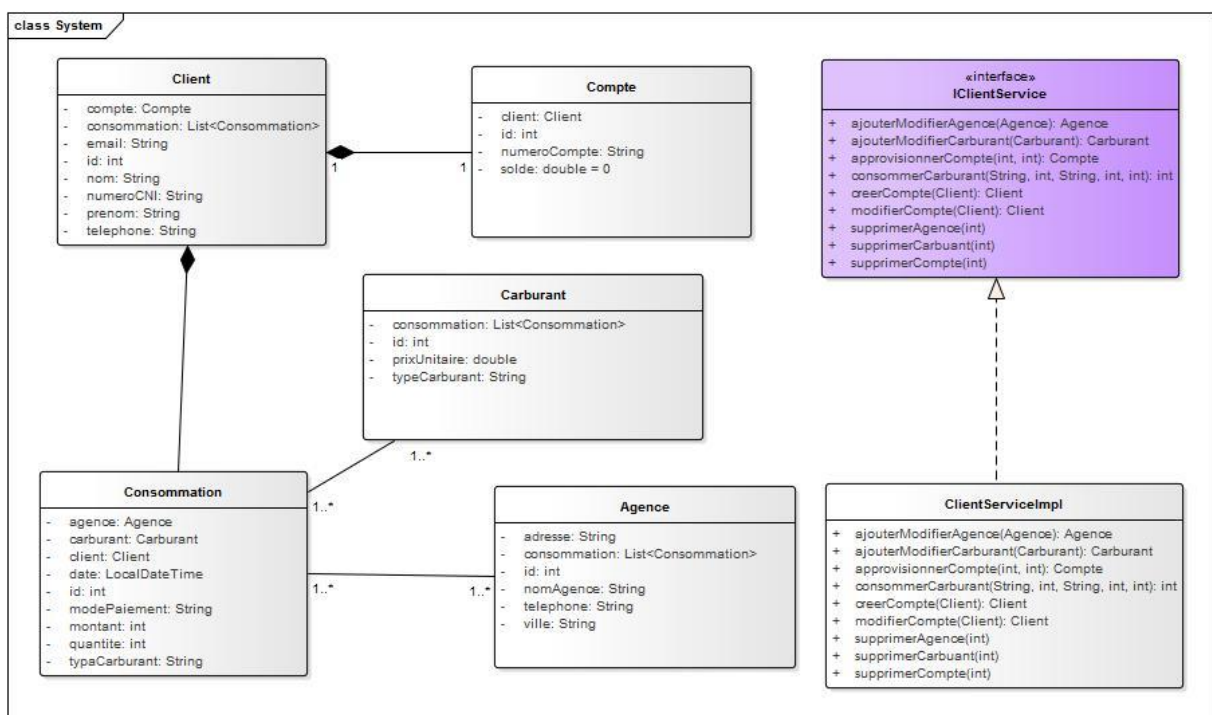 class System
Client
- compte: Compte
- consommation: List<Consommation>
- email: String
- id: int
- nom: String
- numeroCNI: String
- prenom: String
- telephone: String
1
1
Compte
- client: Client
- id: int
- numeroCompte: String
- solde: double = 0
«interface»
IClientService
+ ajouterModifierAgence(Agence): Agence
+ ajouterModifierCarburant(Carburant): Carburant
+ approvisionnerCompte(int, int): Compte
+ consommerCarburant(String, int, String, int, int): int
+ creerCompte(Client): Client
+ modifierCompte(Client): Client
+ supprimerAgence(int)
+ supprimerCarbuant(int)
+ supprimerCompte(int)
Carburant
- consommation: List<Consommation>
- id: int
- prixUnitaire: double
- typeCarburant: String
1..*
1..*
Consommation
- agence: Agence
- carburant: Carburant
- client: Client
- date: LocalDateTime
- id: int
- modePaiement: String
- montant: int
- quantite: int
- typaCarburant: String
1..*
1..*
Agence
- adresse: String
- consommation: List<Consommation>
- id: int
- nomAgence: String
- telephone: String
- ville: String
ClientServiceImpl
+ ajouterModifierAgence(Agence): Agence
+ ajouterModifierCarburant(Carburant): Carburant
+ approvisionnerCompte(int, int): Compte
+ consommerCarburant(String, int, String, int, int): int
+ creerCompte(Client): Client
+ modifierCompte(Client): Client
+ supprimerAgence(int)
+ supprimerCarbuant(int)
+ supprimerCompte(int)